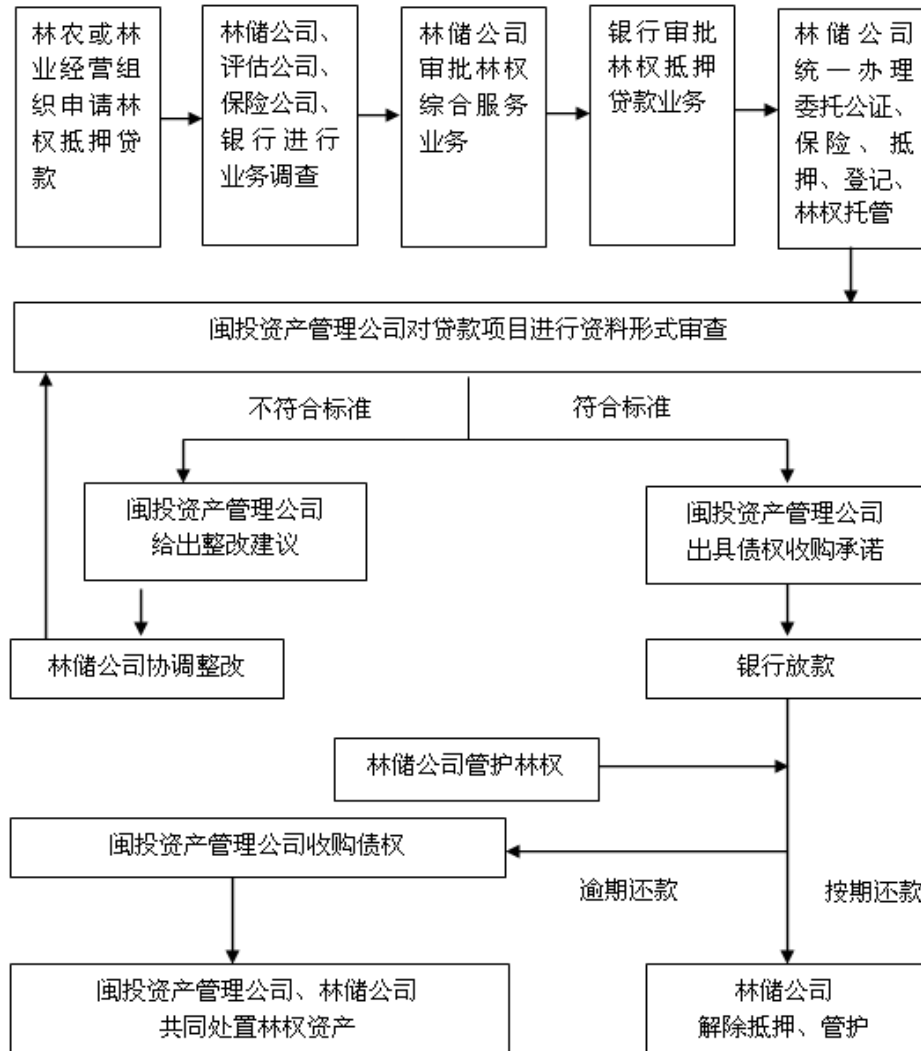 林农或林
业经营组
织申请林
权抵押贷
款
林储公司、
评估公司、
保险公司、
银行进行
业务调查
林储公司
审批林权
综合服务
业务
银行审批
林权抵押
贷款业务
林储公司
统一办理
委托公证、
保险、抵
押、登记、
林权托管
闽投资产管理公司对贷款项目进行资料形式审查
不符合标准
符合标准
闽投资产管理公司
给出整改建议
闽投资产管理公司
出具债权收购承诺
林储公司协调整改
银行放款
林储公司管护林权
闽投资产管理公司收购债权
逾期还款
按期还款
闽投资产管理公司、林储公司
共同处置林权资产
林储公司
解除抵押、管护